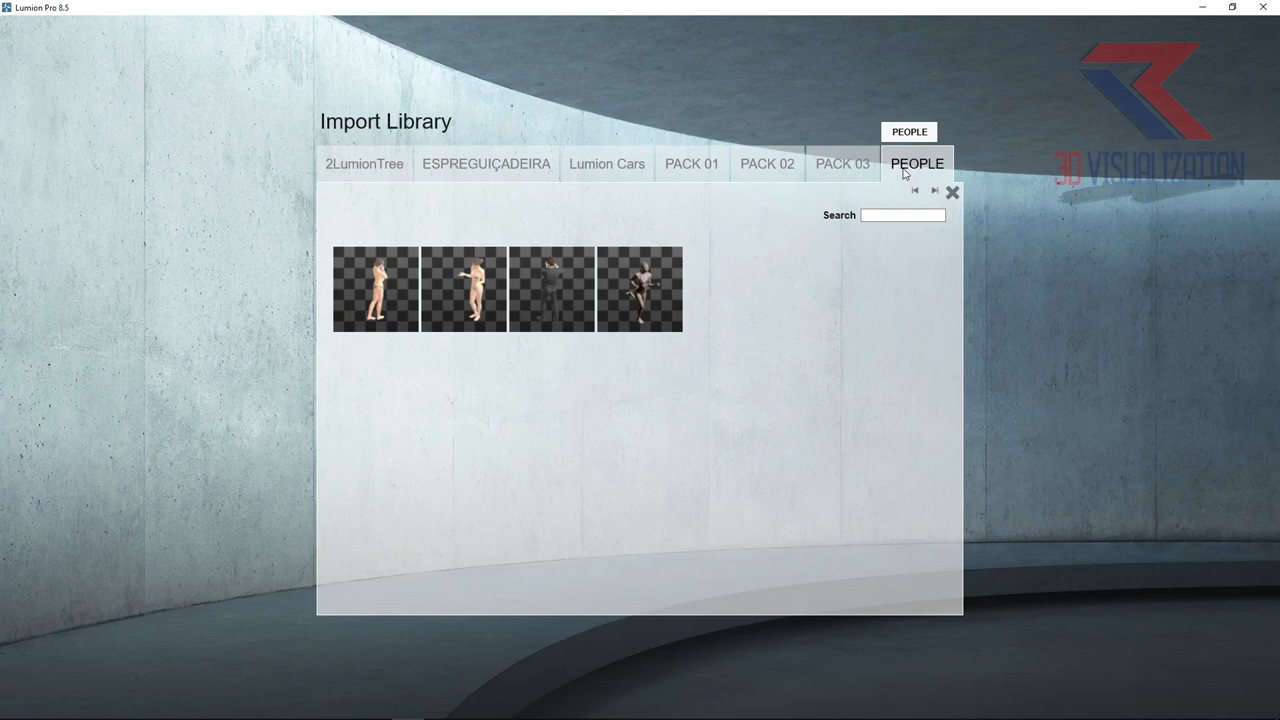 Lumion Pro 8.5
Import Library
PEOPLE
2LumionTree ESPREGUIÇADEIRA Lumion Cars PACK 01 PACK 02 PACK 03 PEOPLE
Search
3D VISUALIZATION